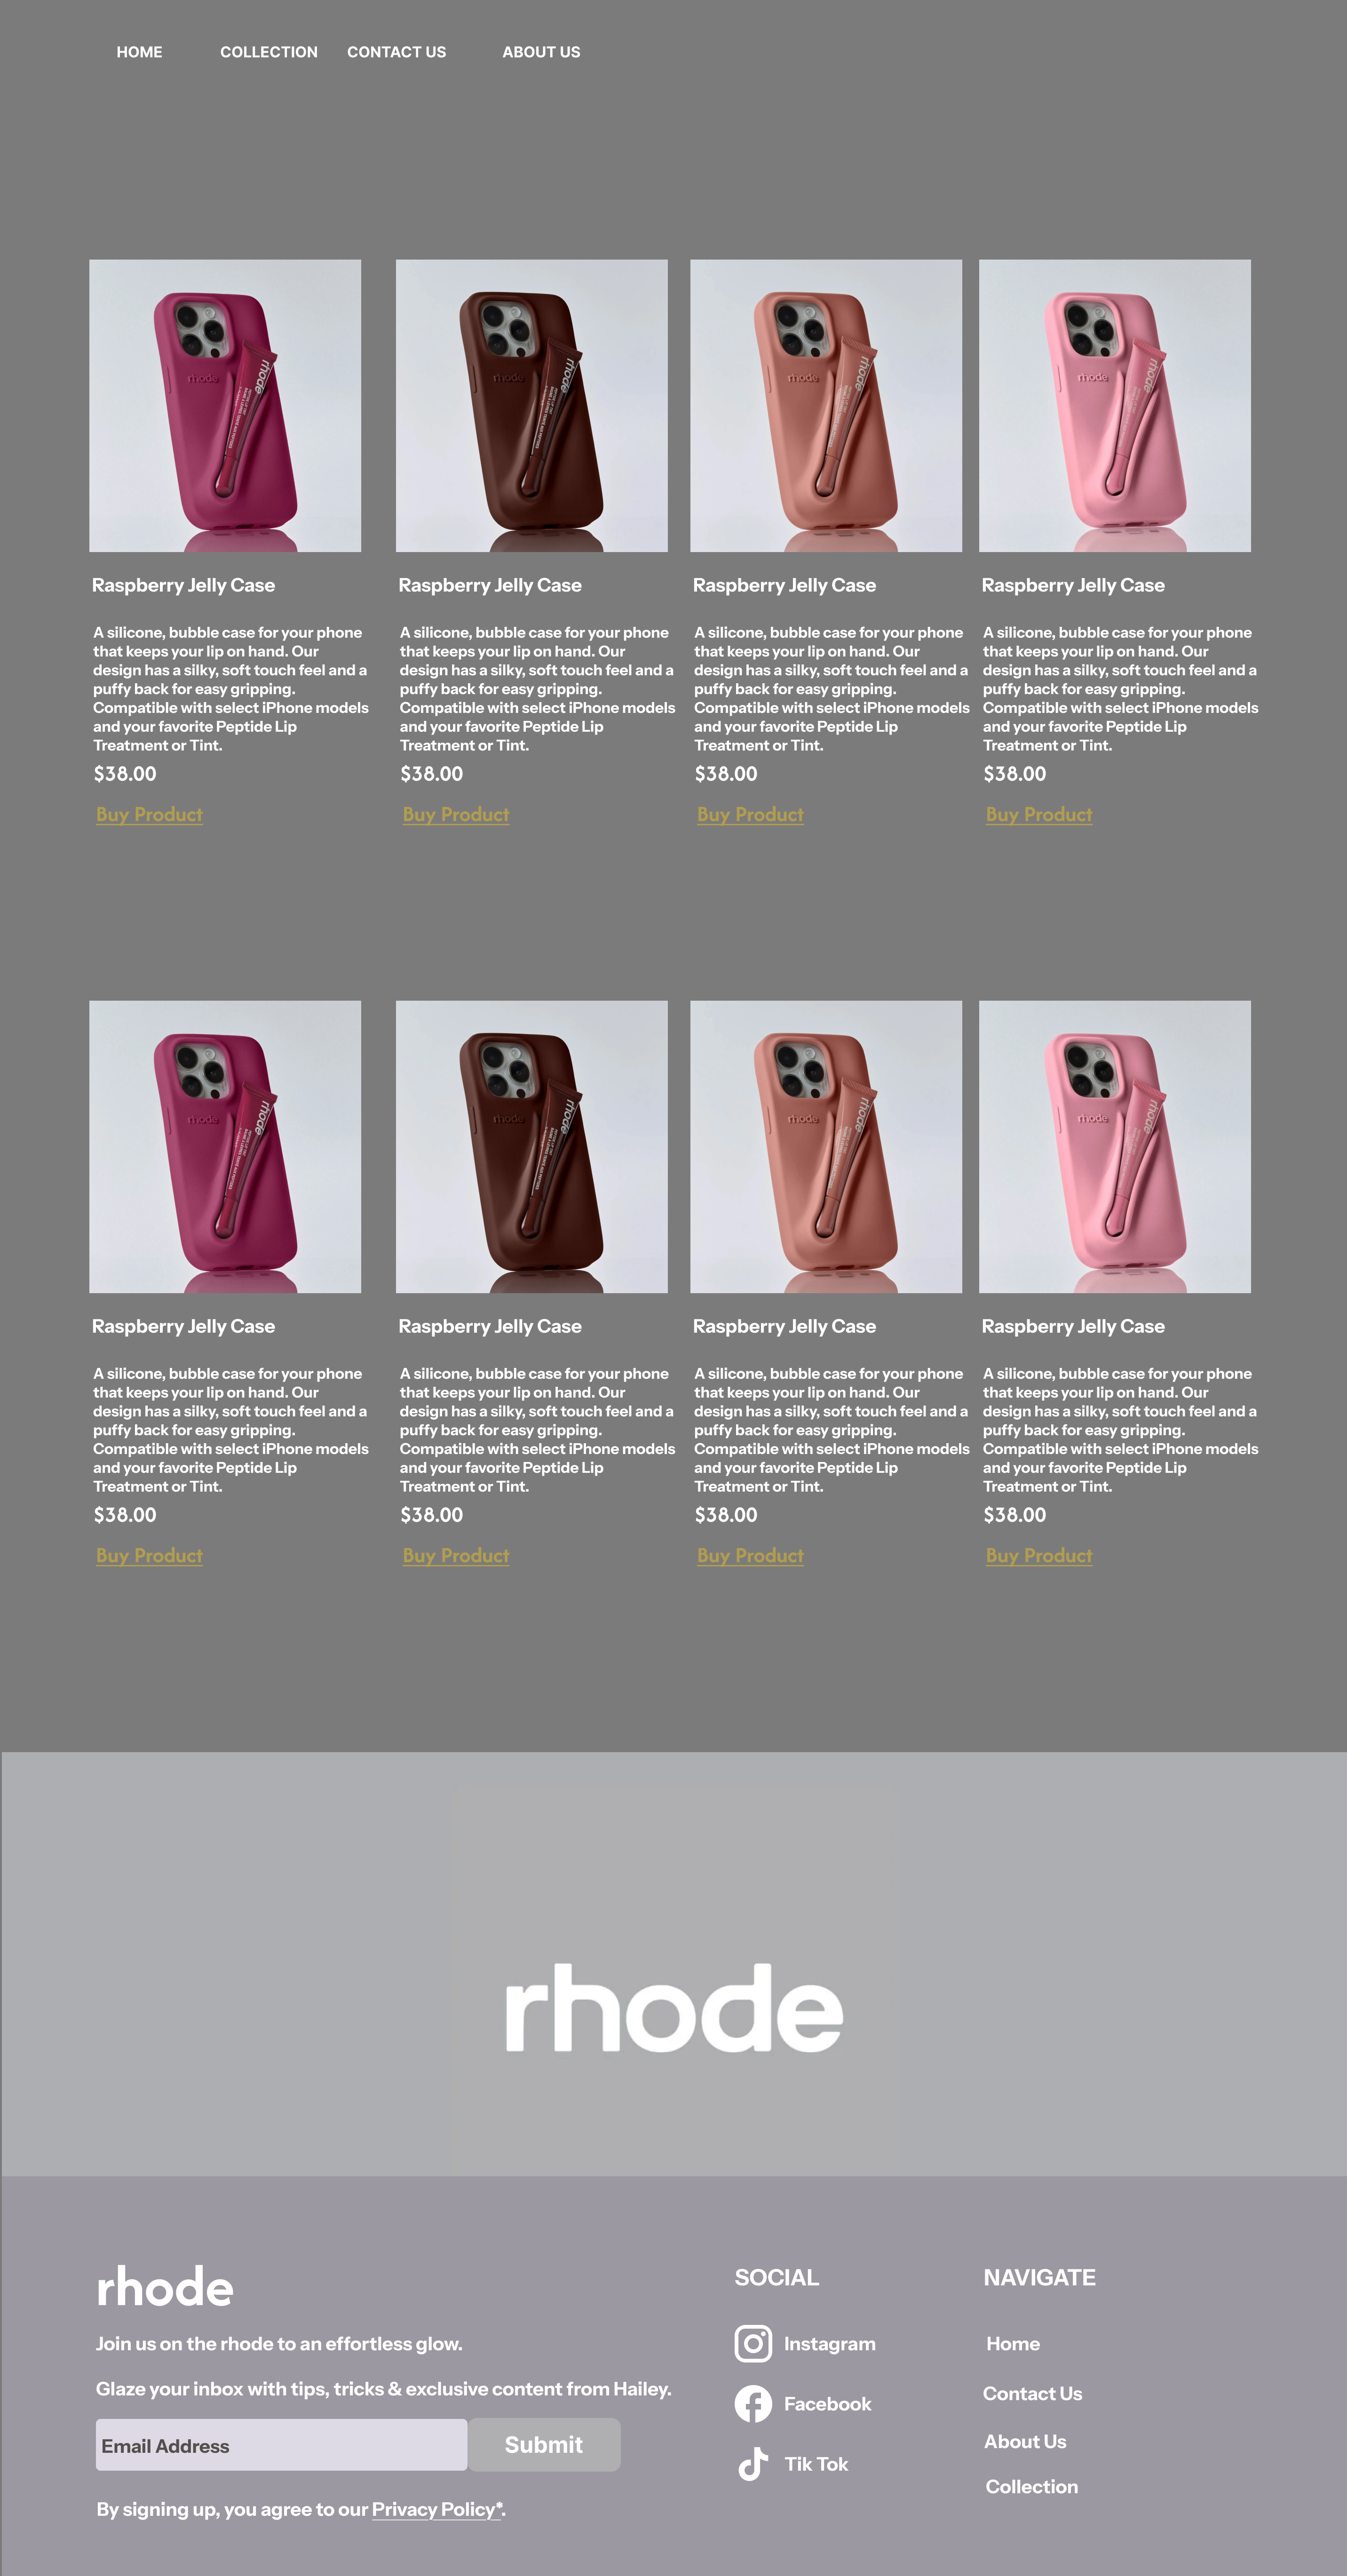 HOME COLLECTION CONTACT US ABOUT US
rhode rhode
rhode rhode
rhode rhode
rhode rhode
Raspberry Jelly Case
A silicone, bubble case for your phone
that keeps your lip on hand. Our
design has a silky, soft touch feel and a
puffy back for easy gripping.
Compatible with select iPhone models
and your favorite Peptide Lip
Treatment or Tint.
$38.00
Buy Product
Raspberry Jelly Case
A silicone, bubble case for your phone
that keeps your lip on hand. Our
design has a silky, soft touch feel and a
puffy back for easy gripping.
Compatible with select iPhone models
and your favorite Peptide Lip
Treatment or Tint.
$38.00
Buy Product
Raspberry Jelly Case
A silicone, bubble case for your phone
that keeps your lip on hand. Our
design has a silky, soft touch feel and a
puffy back for easy gripping.
Compatible with select iPhone models
and your favorite Peptide Lip
Treatment or Tint.
$38.00
Buy Product
Raspberry Jelly Case
A silicone, bubble case for your phone
that keeps your lip on hand. Our
design has a silky, soft touch feel and a
puffy back for easy gripping.
Compatible with select iPhone models
and your favorite Peptide Lip
Treatment or Tint.
$38.00
Buy Product
rhode rhode
rhode rhode
rhode rhode
rhode rhode
Raspberry Jelly Case
A silicone, bubble case for your phone
that keeps your lip on hand. Our
design has a silky, soft touch feel and a
puffy back for easy gripping.
Compatible with select iPhone models
and your favorite Peptide Lip
Treatment or Tint.
$38.00
Buy Product
Raspberry Jelly Case
A silicone, bubble case for your phone
that keeps your lip on hand. Our
design has a silky, soft touch feel and a
puffy back for easy gripping.
Compatible with select iPhone models
and your favorite Peptide Lip
Treatment or Tint.
$38.00
Buy Product
Raspberry Jelly Case
A silicone, bubble case for your phone
that keeps your lip on hand. Our
design has a silky, soft touch feel and a
puffy back for easy gripping.
Compatible with select iPhone models
and your favorite Peptide Lip
Treatment or Tint.
$38.00
Buy Product
Raspberry Jelly Case
A silicone, bubble case for your phone
that keeps your lip on hand. Our
design has a silky, soft touch feel and a
puffy back for easy gripping.
Compatible with select iPhone models
and your favorite Peptide Lip
Treatment or Tint.
$38.00
Buy Product
rhode
rhode
Join us on the rhode to an effortless glow.
Glaze your inbox with tips, tricks & exclusive content from Hailey.
Email Address
Submit
By signing up, you agree to our Privacy Policy*.
SOCIAL
Instagram
Facebook
Tik Tok
NAVIGATE
Home
Contact Us
About Us
Collection